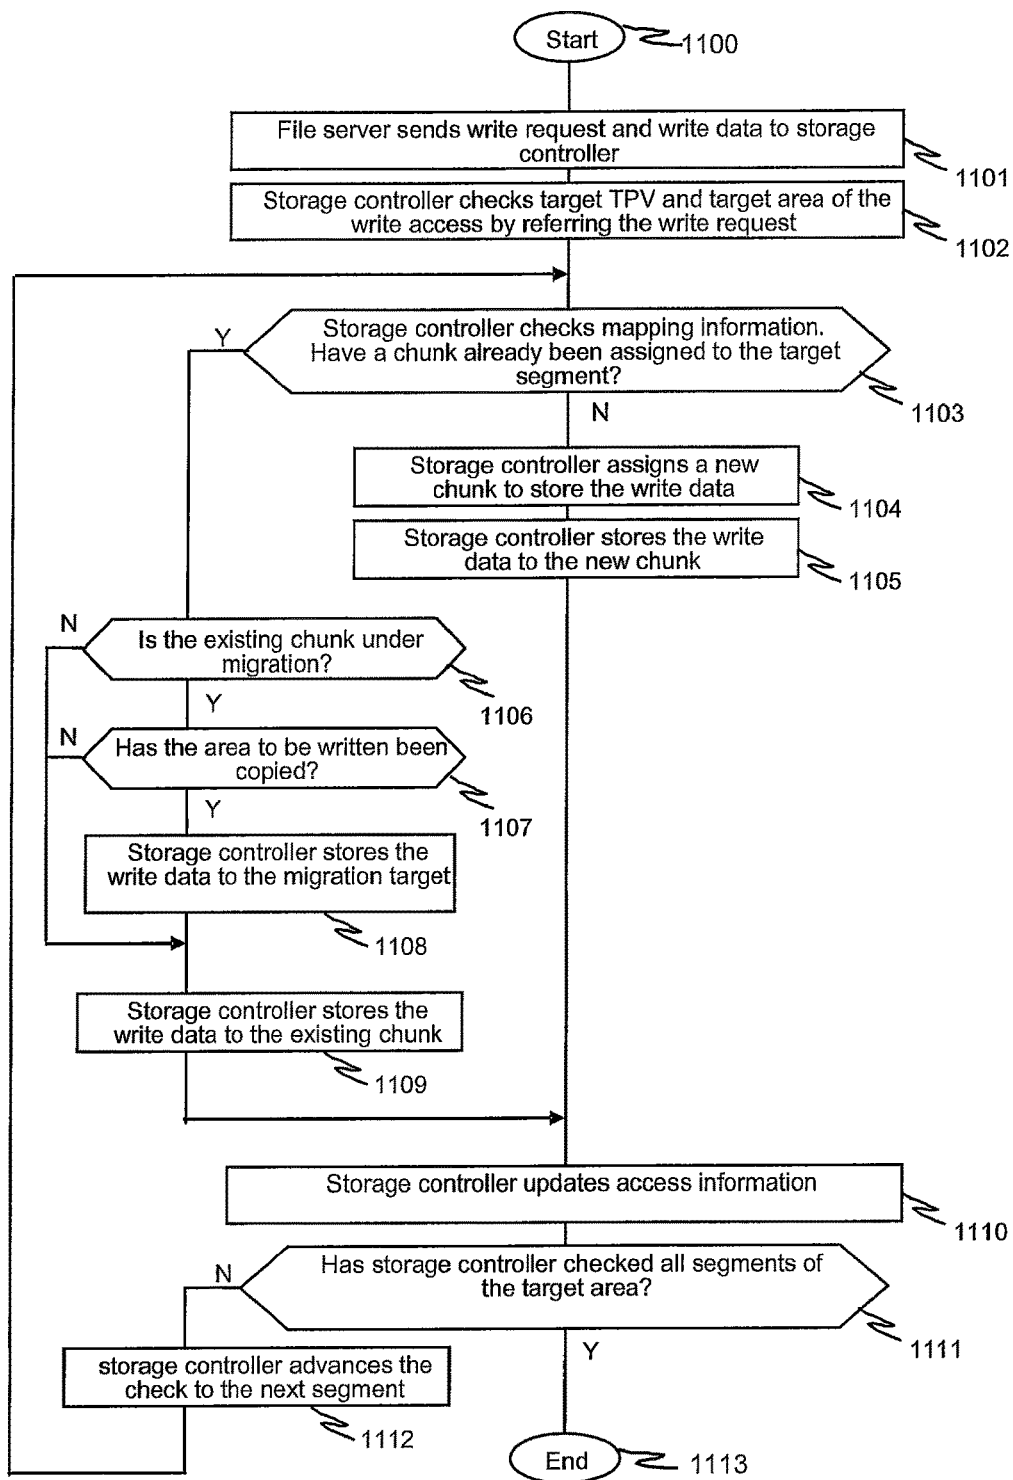 Start
1100
File server sends write request and write data to storage
controller
1101
Storage controller checks target TPV and target area of the
write access by referring the write request
1102
Y
Storage controller checks mapping information.
Have a chunk already been assigned to the target
segment?
1103
N
Storage controller assigns a new
chunk to store the write data
1104
Storage controller stores the write
data to the new chunk
1105
N
Is the existing chunk under
migration?
1106
Y
N
Has the area to be written been
copied?
1107
Y
Storage controller stores the
write data to the migration target
1108
Storage controller stores the
write data to the existing chunk
1109
Storage controller updates access information
1110
N
Has storage controller checked all segments of
the target area?
1111
Y
storage controller advances the
check to the next segment
1112
End
1113